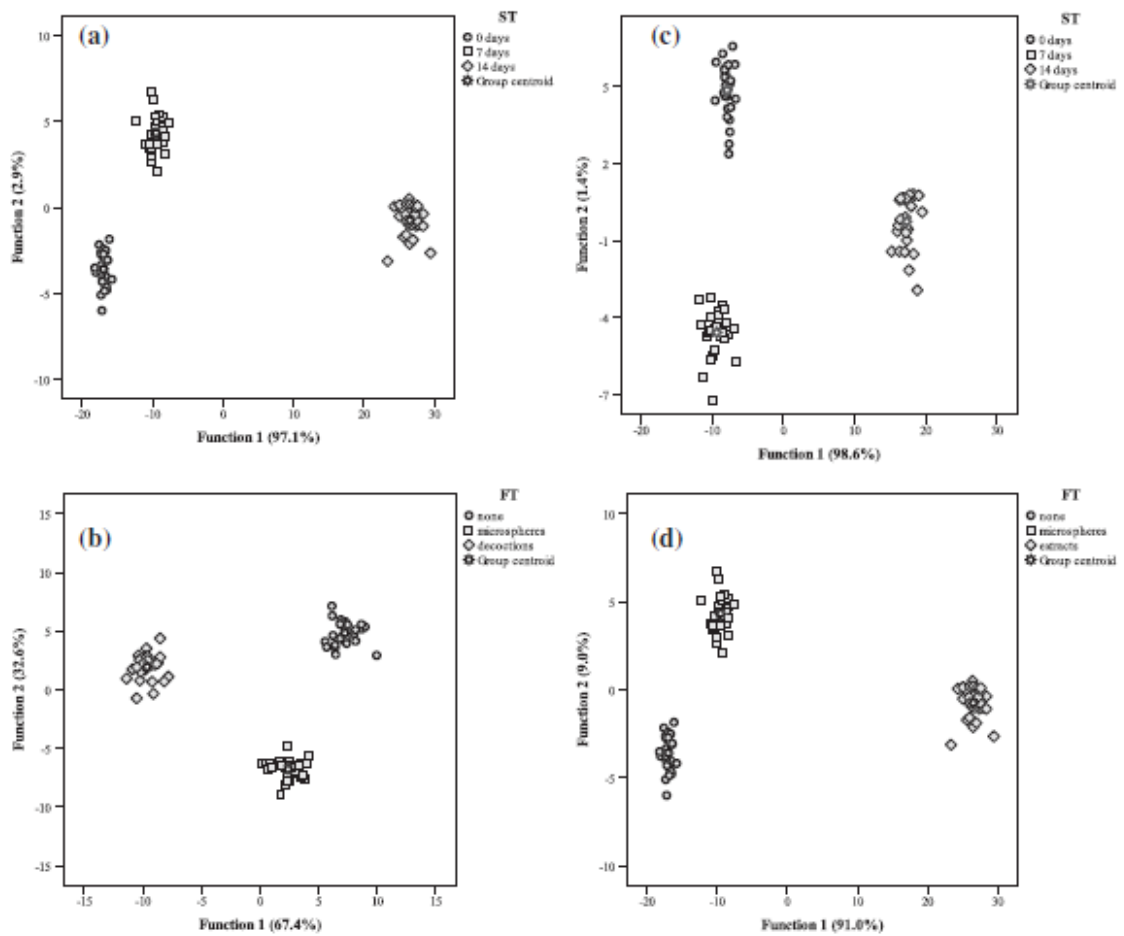 (a)
ST
0 days
7 days
14 days
Group centroid
10
5
0
-5
-10
Function 2 (2.9%)
-20 -10 0 10 20 30
Function 1 (97.1%)
(c)
ST
0 days
7 days
14 days
Group centroid
5
2
-1
-4
-7
Function 2 (1.4%)
-20 -10 0 10 20 30
Function 1 (98.6%)
(b)
FT
none
microspheres
decoctions
Group centroid
15
10
5
0
-5
-10
-15
Function 2 (32.6%)
-15 -10 -5 0 5 10 15
Function 1 (67.4%)
(d)
FT
none
microspheres
extracts
Group centroid
10
5
0
-5
-10
Function 2 (9.0%)
-20 -10 0 10 20 30
Function 1 (91.0%)